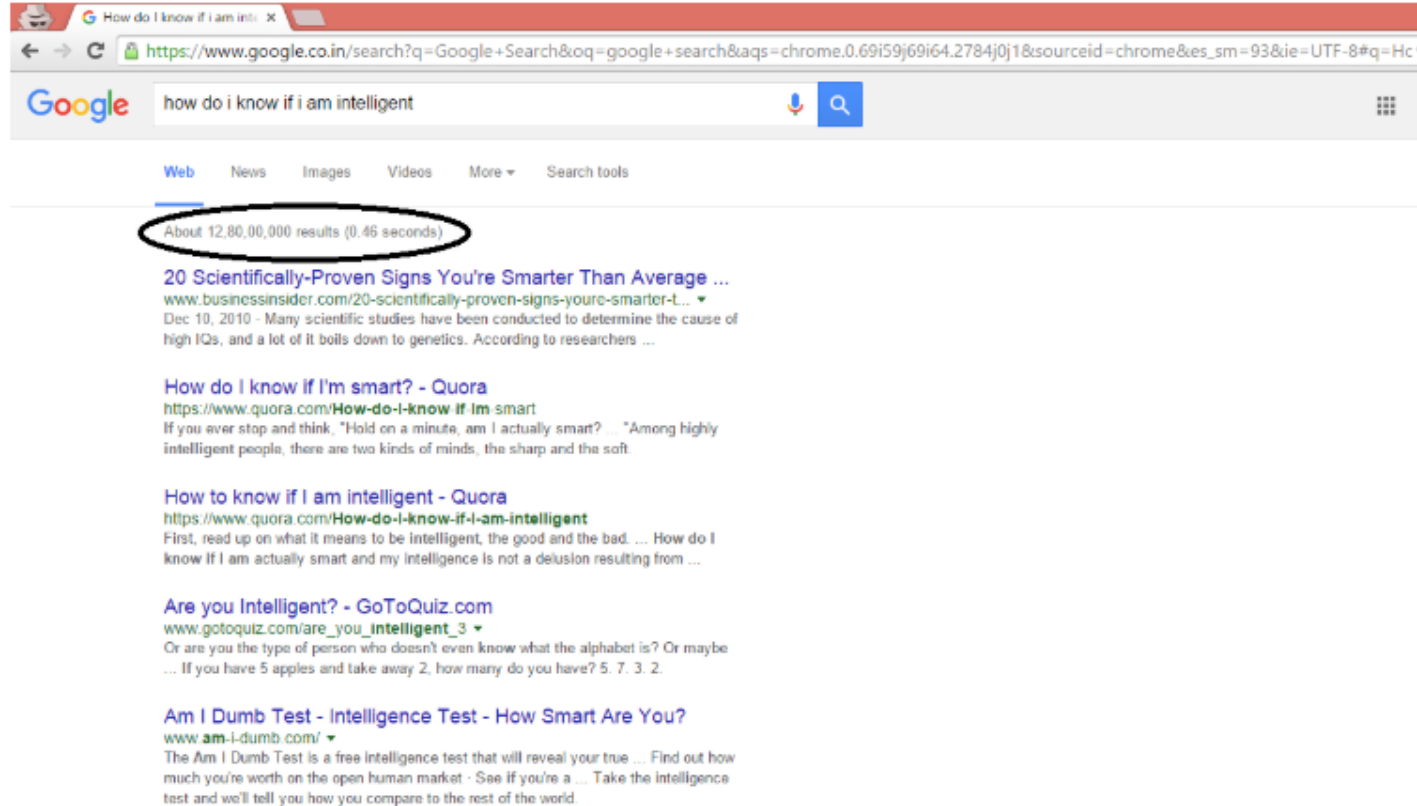 How do I know if i am inte
https://www.google.co.in/search?q=Google+Search&oq=google+search&aqs=chrome.0.69i59j69i64.2784j0j1&sourceid=chrome&es_sm=93&ie=UTF-8#q=Hc
Google how do i know if i am intelligent
Web News Images Videos More Search tools
About 12,80,00,000 results (0.46 seconds)
20 Scientifically-Proven Signs You're Smarter Than Average ...
www.businessinsider.com/20-scientifically-proven-signs-youre-smarter-t...
Dec 10, 2010 - Many scientific studies have been conducted to determine the cause of
high IQs, and a lot of it boils down to genetics. According to researchers ...
How do I know if I'm smart? - Quora
https://www.quora.com/How-do-I-know-if-Im-smart
If you ever stop and think, "Hold on a minute, am I actually smart? ... "Among highly
intelligent people, there are two kinds of minds, the sharp and the soft.
How to know if I am intelligent - Quora
https://www.quora.com/How-do-I-know-if-I-am-intelligent
First, read up on what it means to be intelligent, the good and the bad. ... How do I
know if I am actually smart and my intelligence is not a delusion resulting from ...
Are you Intelligent? - GoToQuiz.com
www.gotoquiz.com/are_you_intelligent_3
Or are you the type of person who doesn't even know what the alphabet is? Or maybe
... If you have 5 apples and take away 2, how many do you have? 5. 7. 3. 2.
Am I Dumb Test - Intelligence Test - How Smart Are You?
www.am-i-dumb.com/
The Am I Dumb Test is a free intelligence test that will reveal your true ... Find out how
much you're worth on the open human market · See if you're a ... Take the intelligence
test and we'll tell you how you compare to the rest of the world.